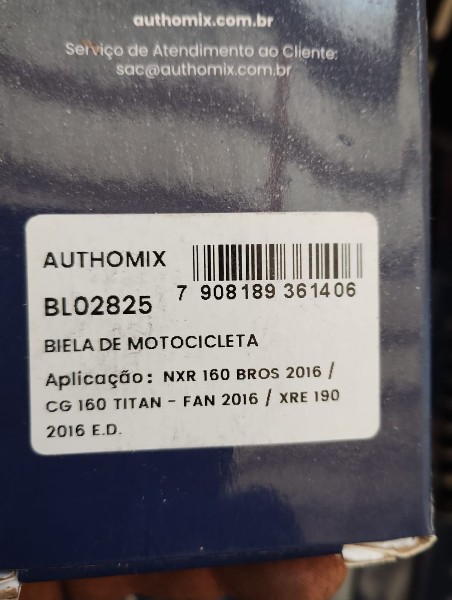 authomix.com.br
Serviço de Atendimento ao Cliente:
sac@authomix.com.br
AUTHOMIX
BL02825
7 908189 361406
BIELA DE MOTOCICLETA
Aplicação: NXR 160 BROS 2016 /
CG 160 TITAN - FAN 2016 / XRE 190
2016 E.D.